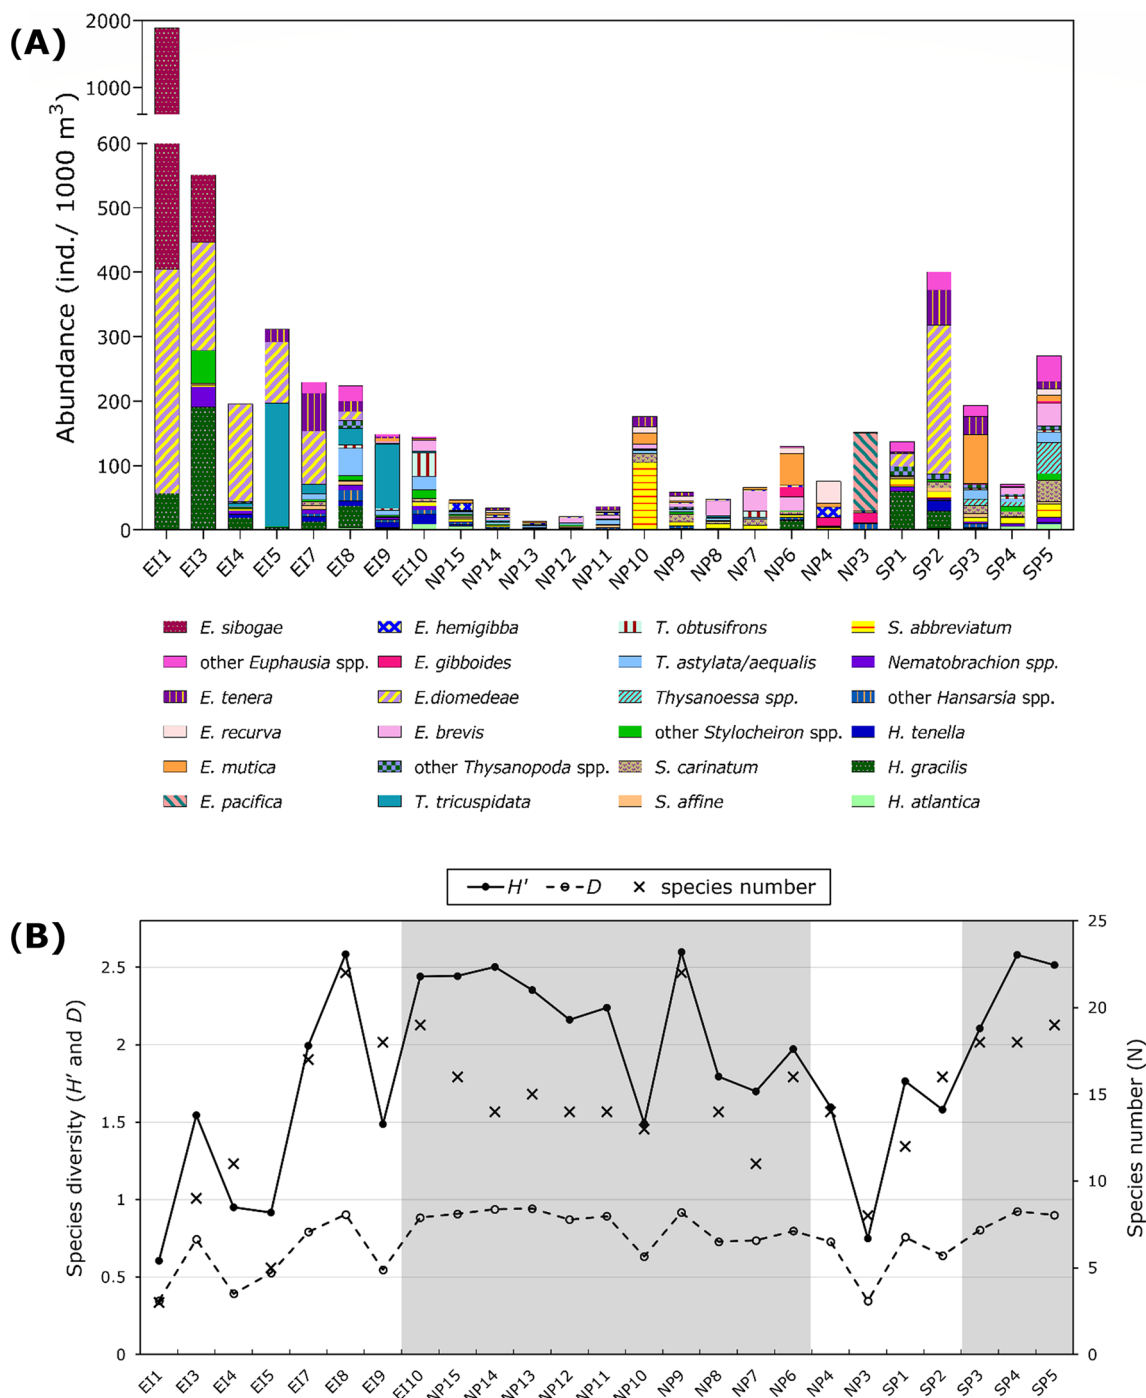 (A)
Abundance (ind./ 1000 m³)
2000
1000
600
500
400
300
200
100
0
EI1 EI3 EI4 EI5 EI7 EI8 EI9 EI10 NP15 NP14 NP13 NP12 NP11 NP10 NP9 NP8 NP7 NP6 NP4 NP3 SP1 SP2 SP3 SP4 SP5
E. sibogae E. hemigibba T. obtusifrons S. abbreviatum
other Euphausia spp. E. gibboides T. astylata/aequalis Nematobrachion spp.
E. tenera E.diomedeae Thysanoessa spp. other Hansarsia spp.
E. recurva E. brevis other Stylocheiron spp. H. tenella
E. mutica other Thysanopoda spp. S. carinatum H. gracilis
E. pacifica T. tricuspidata S. affine H. atlantica
H' D species number
(B)
Species diversity (H' and D)
2.5
2
1.5
1
0.5
0
25
20
15
10
5
0
Species number (N)
EI1 EI3 EI4 EI5 EI7 EI8 EI9 EI10 NP15 NP14 NP13 NP12 NP11 NP10 NP9 NP8 NP7 NP6 NP4 NP3 SP1 SP2 SP3 SP4 SP5